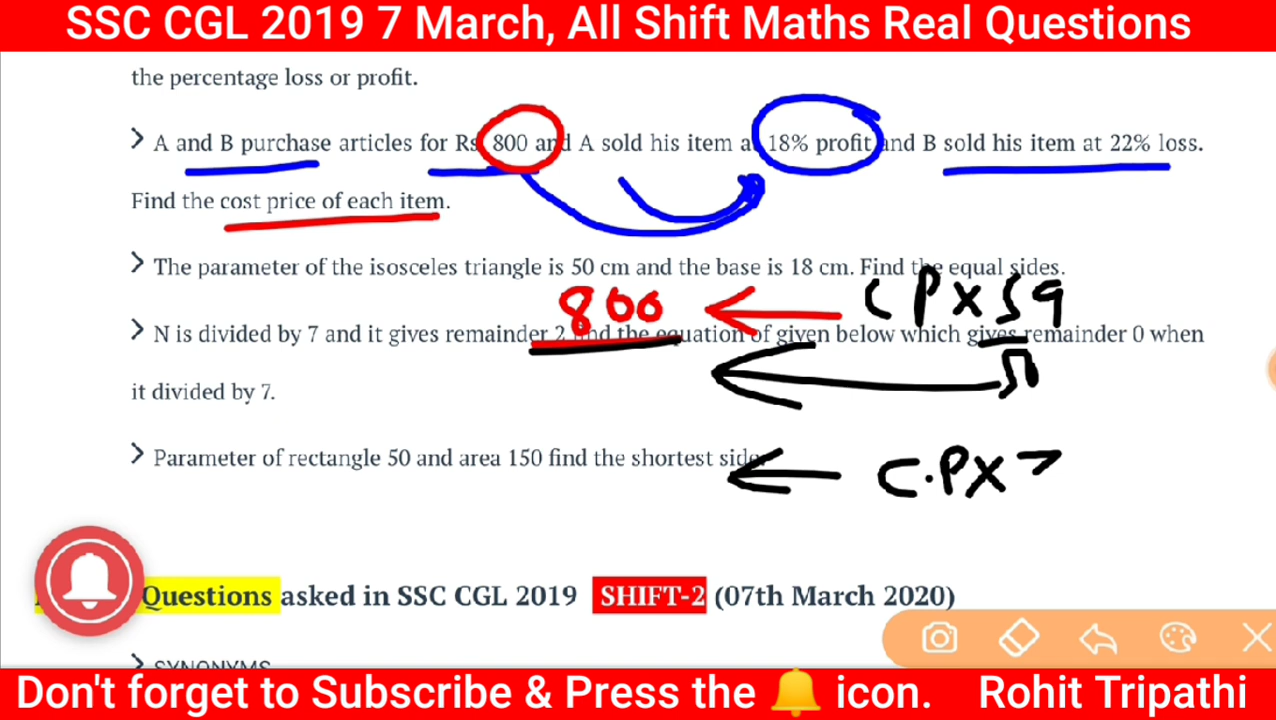 SSC CGL 2019 7 March, All Shift Maths Real Questions
the percentage loss or profit.
A and B purchase articles for Rs 800 and A sold his item at 18% profit and B sold his item at 22% loss.
Find the cost price of each item.
The parameter of the isosceles triangle is 50 cm and the base is 18 cm. Find the equal sides.
800 ← CP×59
N is divided by 7 and it gives remainder 2 and the equation of given below which gives remainder 0 when
50
it divided by 7.
Parameter of rectangle 50 and area 150 find the shortest side
C.P×
Questions asked in SSC CGL 2019 SHIFT-2 (07th March 2020)
SYNONYMS
Don't forget to Subscribe & Press the 🔔 icon. Rohit Tripathi